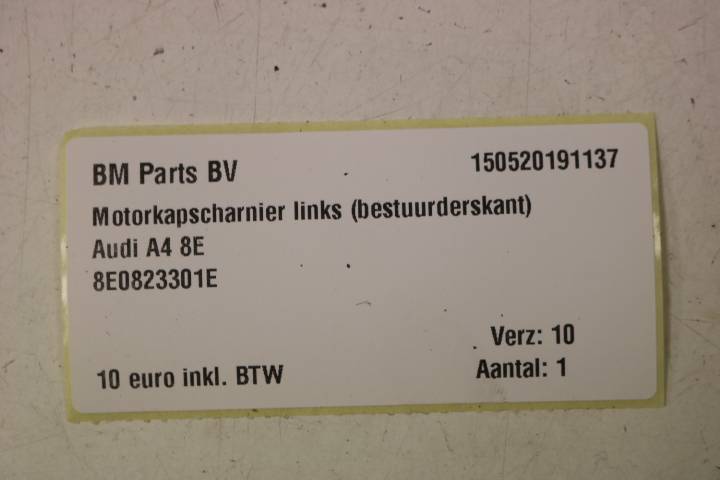 BM Parts BV 150520191137
Motorkapscharnier links (bestuurderskant)
Audi A4 8E
8E0823301E
Verz: 10
10 euro inkl. BTW Aantal: 1